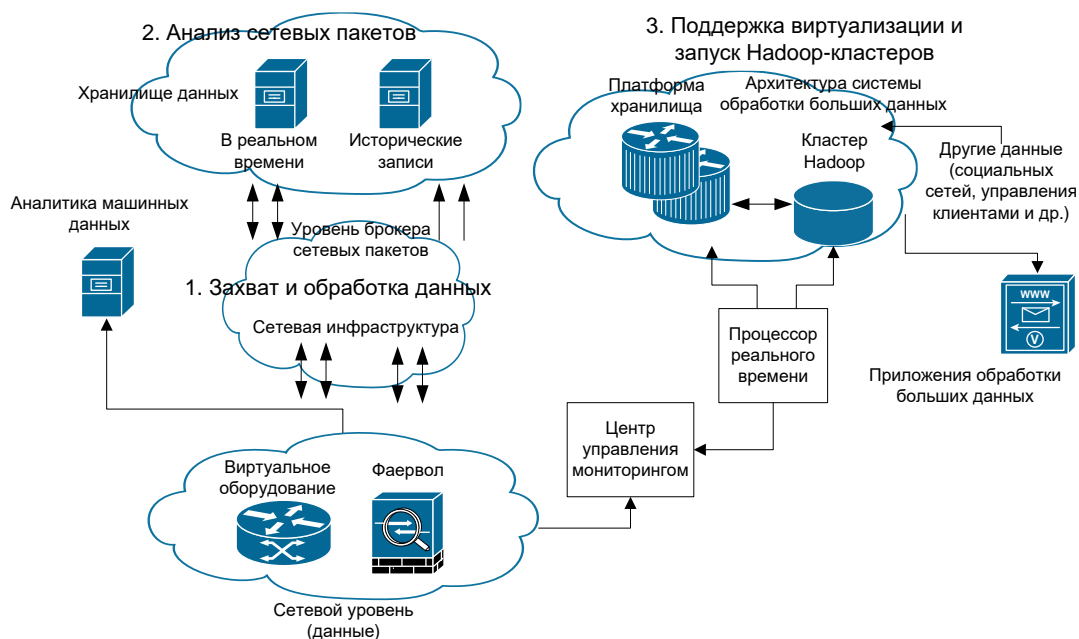 2. Анализ сетевых пакетов
Хранилище данных
В реальном
времени
Исторические
записи
3. Поддержка виртуализации и
запуск Hadoop-кластеров
Платформа
хранилища
Архитектура системы
обработки больших данных
Кластер
Hadoop
Другие данные
(социальных
сетей, управления
клиентами и др.)
Аналитика машинных
данных
Уровень брокера
сетевых пакетов
1. Захват и обработка данных
Сетевая инфраструктура
Процессор
реального
времени
WWW
V
Приложения обработки
больших данных
Центр
управления
мониторингом
Виртуальное
оборудование
Фаервол
Сетевой уровень
(данные)